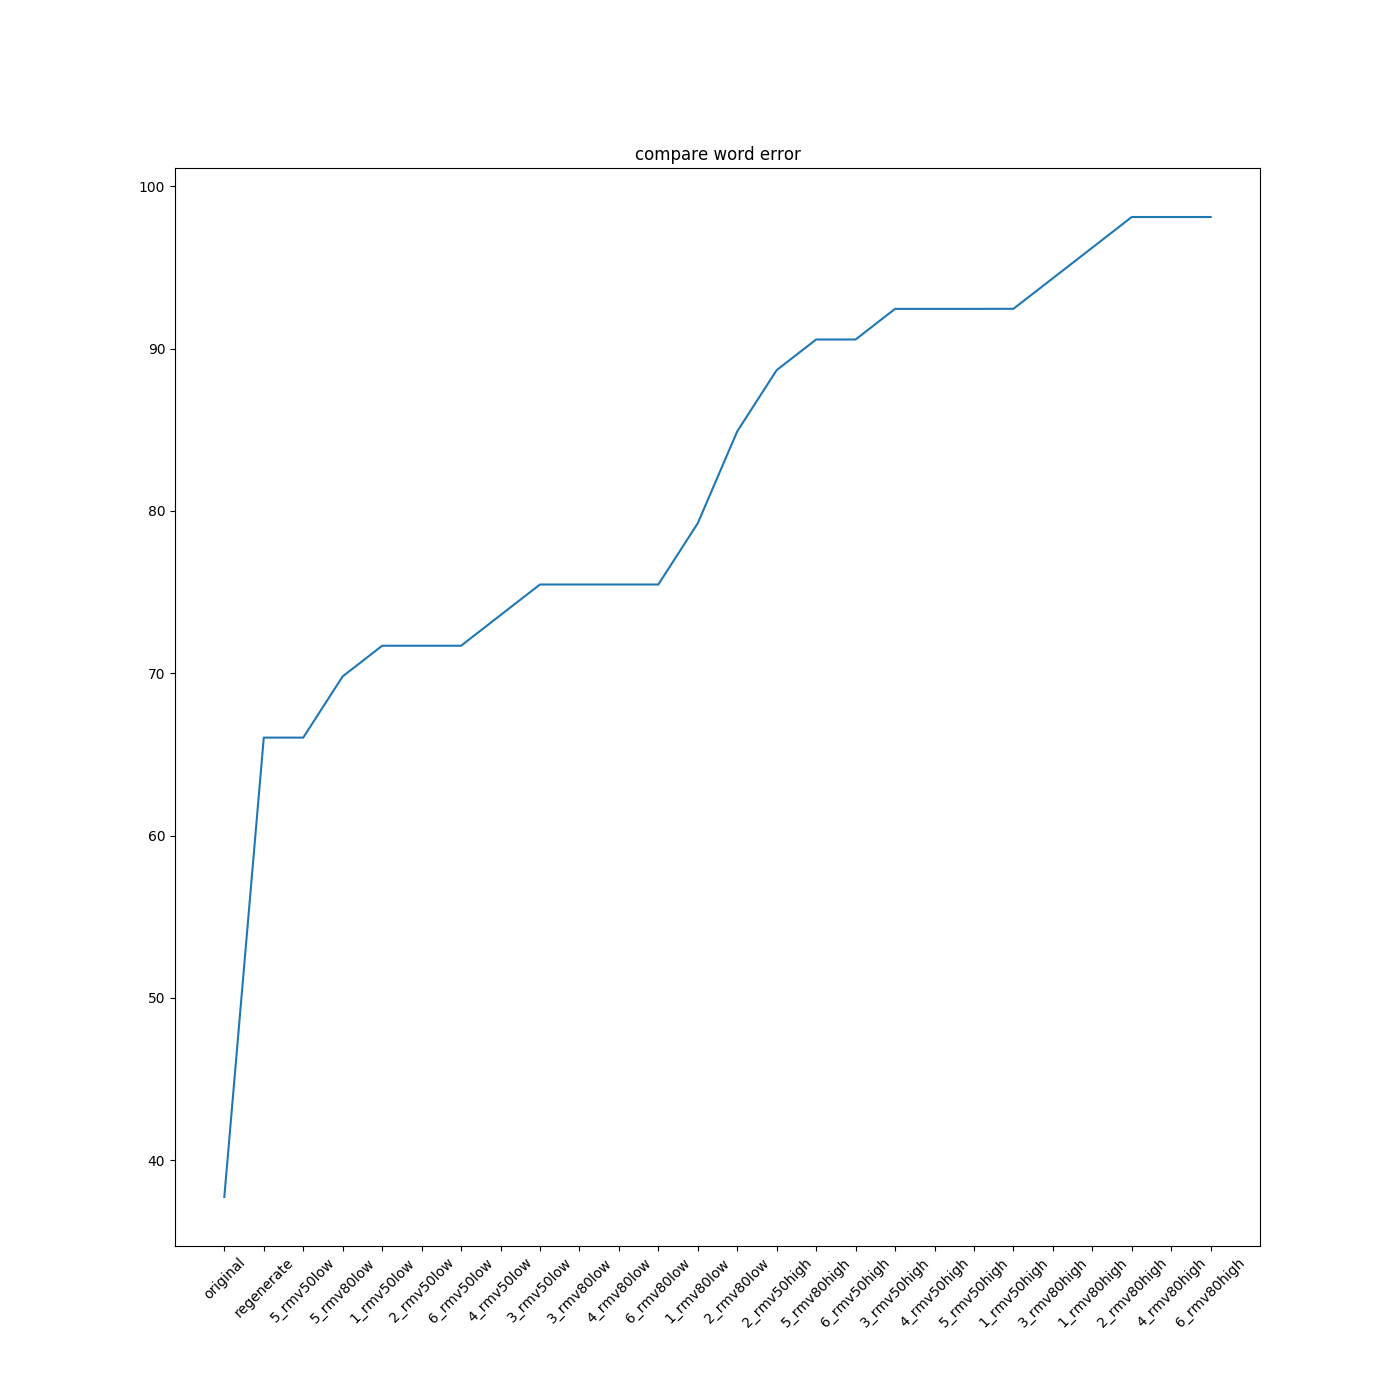 compare word error
100
90
80
70
60
50
40
original
regenerate
5_rmv50low
5_rmv80low
1_rmv50low
2_rmv50low
6_rmv50low
4_rmv50low
3_rmv50low
3_rmv80low
4_rmv80low
6_rmv80low
1_rmv80low
2_rmv80low
2_rmv50high
5_rmv80high
6_rmv50high
3_rmv50high
4_rmv50high
5_rmv50high
1_rmv50high
3_rmv80high
1_rmv80high
2_rmv80high
4_rmv80high
6_rmv80high